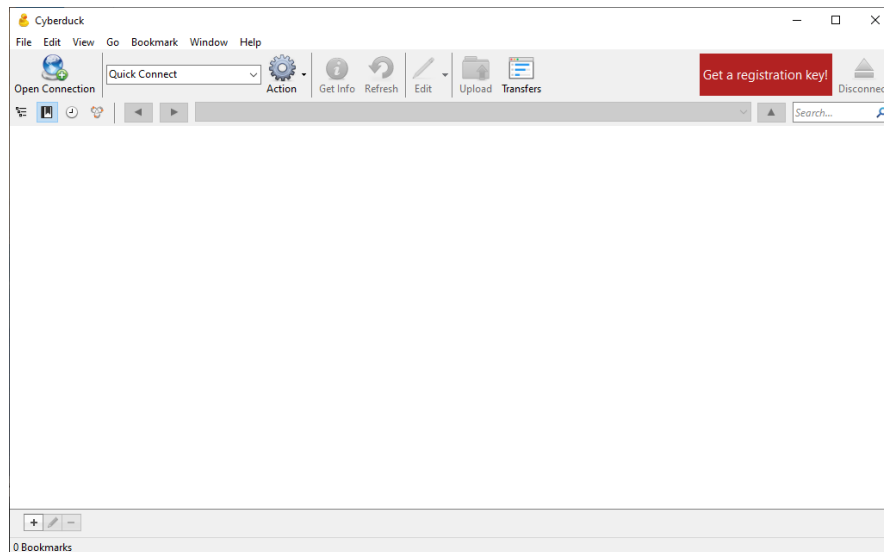 Cyberduck
File Edit View Go Bookmark Window Help
Open Connection Quick Connect Action Get Info Refresh Edit Upload Transfers Get a registration key! Disconnec
Search...
0 Bookmarks